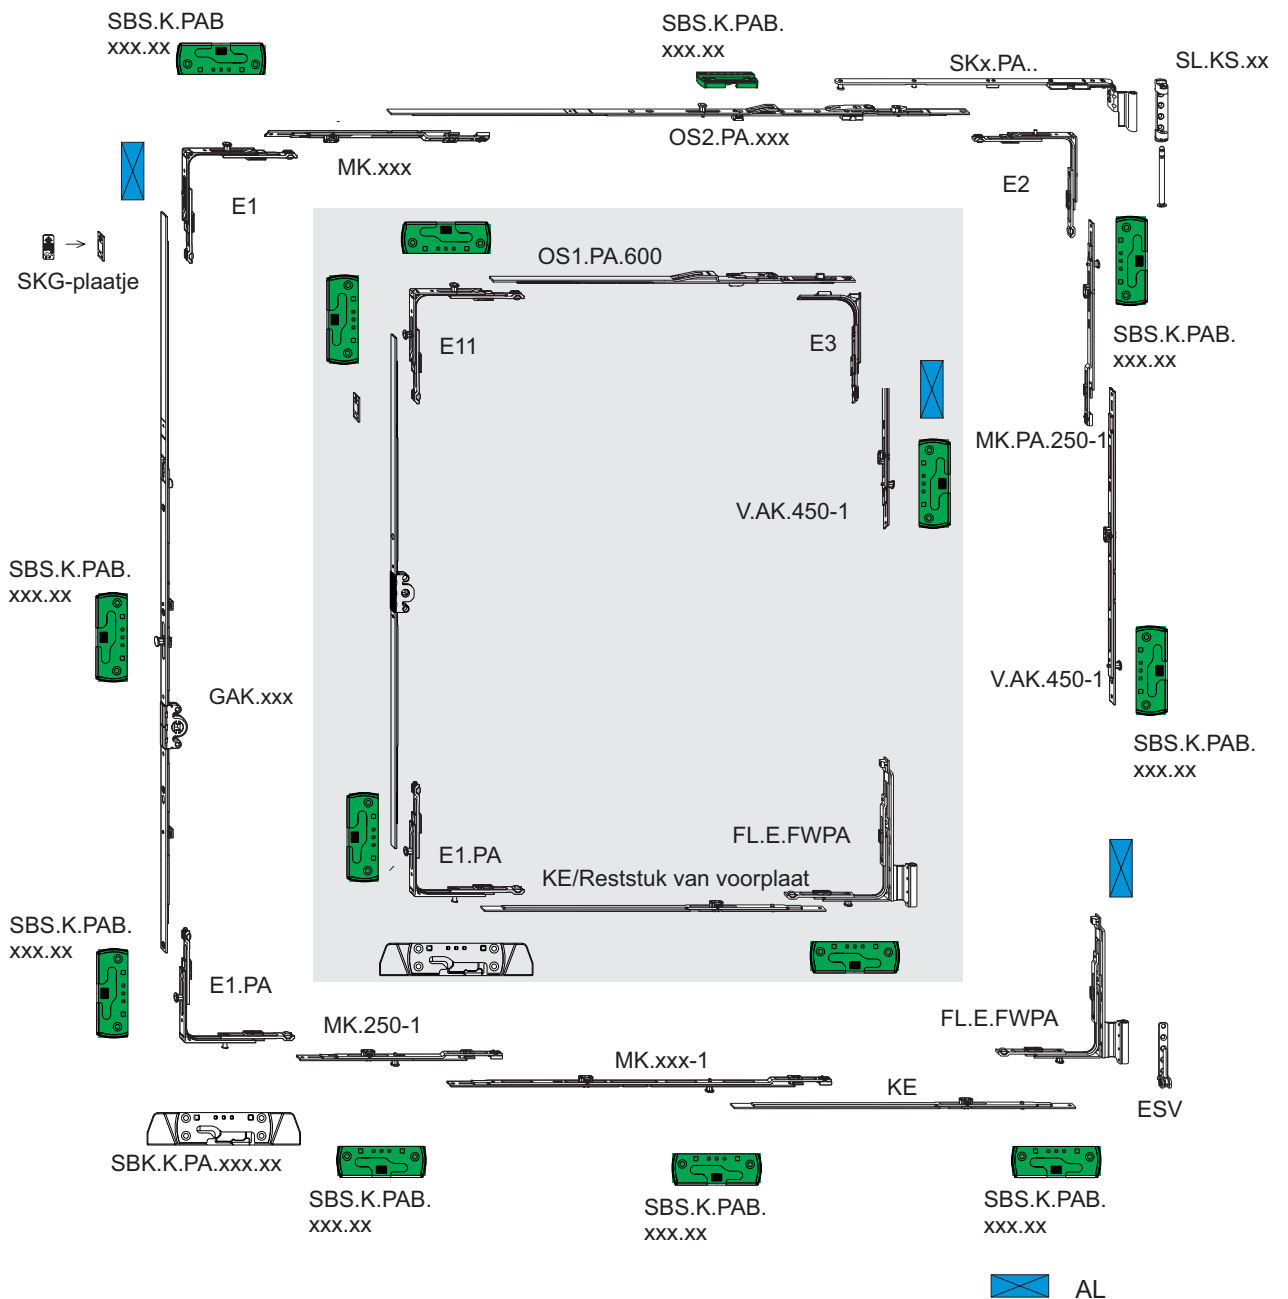 SBS.K.PAB
xxx.xx
SBS.K.PAB.
xxx.xx
SKx.PA..
SL.KS.xx
OS2.PA.xxx
MK.xxx
E1
E2
SKG-plaatje
OS1.PA.600
E11
E3
SBS.K.PAB.
xxx.xx
MK.PA.250-1
V.AK.450-1
SBS.K.PAB.
xxx.xx
GAK.xxx
V.AK.450-1
SBS.K.PAB.
xxx.xx
FL.E.FWPA
E1.PA
KE/Reststuk van voorplaat
SBS.K.PAB.
xxx.xx
E1.PA
MK.250-1
FL.E.FWPA
MK.xxx-1
KE
ESV
SBK.K.PA.xxx.xx
SBS.K.PAB.
xxx.xx
SBS.K.PAB.
xxx.xx
SBS.K.PAB.
xxx.xx
AL